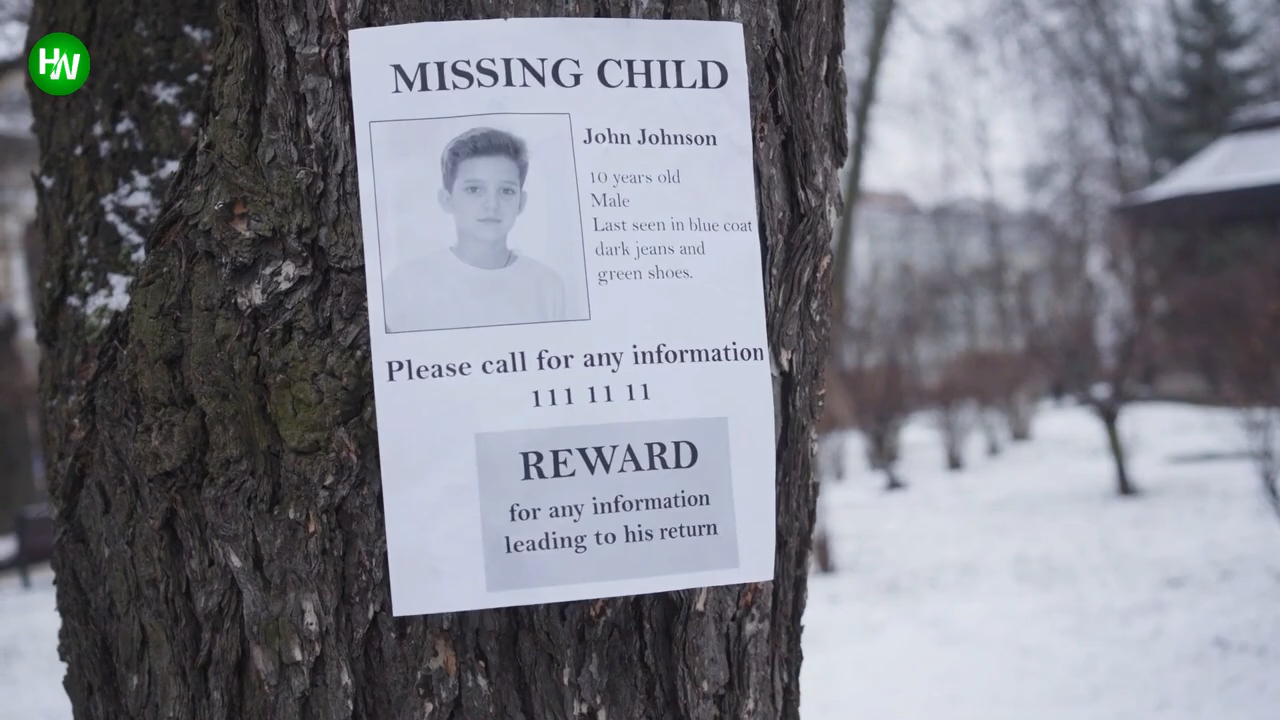 HN
MISSING CHILD
John Johnson
10 years old
Male
Last seen in blue coat
dark jeans and
green shoes.
Please call for any information
111 11 11
REWARD
for any information
leading to his return